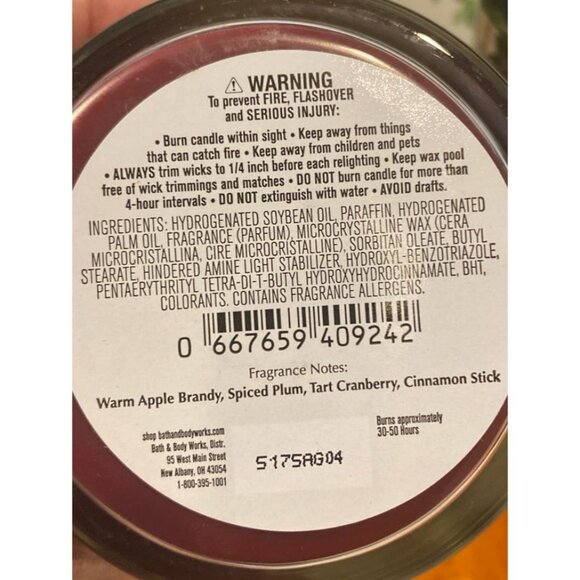 ⚠ WARNING
To prevent FIRE, FLASHOVER
and SERIOUS INJURY:
• Burn candle within sight • Keep away from things
that can catch fire • Keep away from children and pets
• ALWAYS trim wicks to 1/4 inch before each relighting • Keep wax pool
free of wick trimmings and matches • DO NOT burn candle for more than
4-hour intervals • DO NOT extinguish with water • AVOID drafts.
INGREDIENTS: HYDROGENATED SOYBEAN OIL, PARAFFIN, HYDROGENATED
PALM OIL, FRAGRANCE (PARFUM), MICROCRYSTALLINE WAX (CERA
MICROCRISTALLINA, CIRE MICROCRISTALLINE), SORBITAN OLEATE, BUTYL
STEARATE, HINDERED AMINE LIGHT STABILIZER, HYDROXYL-BENZOTRIAZOLE,
PENTAERYTHRITYL TETRA-DI-T-BUTYL HYDROXYHYDROCINNAMATE, BHT,
COLORANTS. CONTAINS FRAGRANCE ALLERGENS.
0 667659 409242
Fragrance Notes:
Warm Apple Brandy, Spiced Plum, Tart Cranberry, Cinnamon Stick
shop bathandbodyworks.com
Bath & Body Works, Distr.
95 West Main Street
New Albany, OH 43054
1-800-395-1001
5175AG04
Burns approximately
30-50 Hours